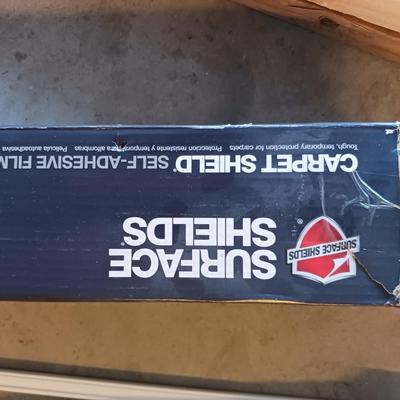 SURFACE SHIELDS®
SURFACE
SHIELDS®
CARPET SHIELD® SELF-ADHESIVE FILM
Tough, temporary protection for carpets Protección resistente y temporal para alfombras Película autoadhesiva